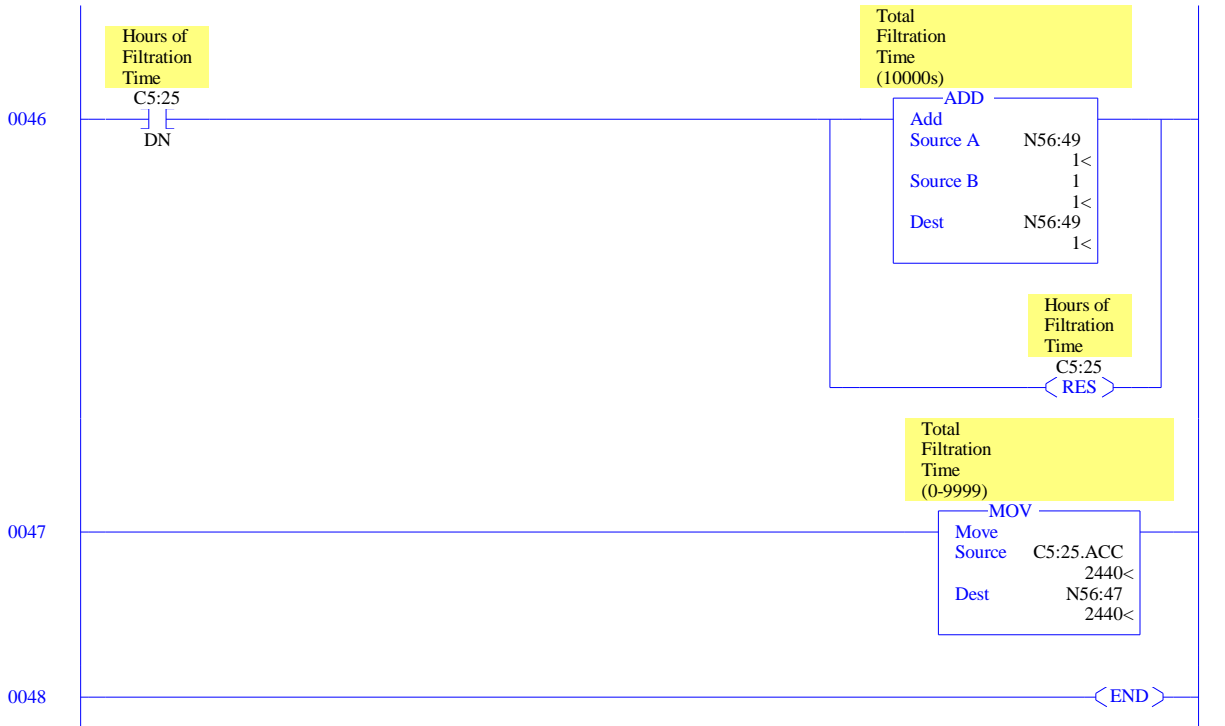 Hours of
Filtration
Time
C5:25
DN
0046
Total
Filtration
Time
(10000s)
ADD
Add
Source A N56:49
1<
Source B 1
1<
Dest N56:49
1<
Hours of
Filtration
Time
C5:25
RES
Total
Filtration
Time
(0-9999)
0047
MOV
Move
Source C5:25.ACC
2440<
Dest N56:47
2440<
0048
END